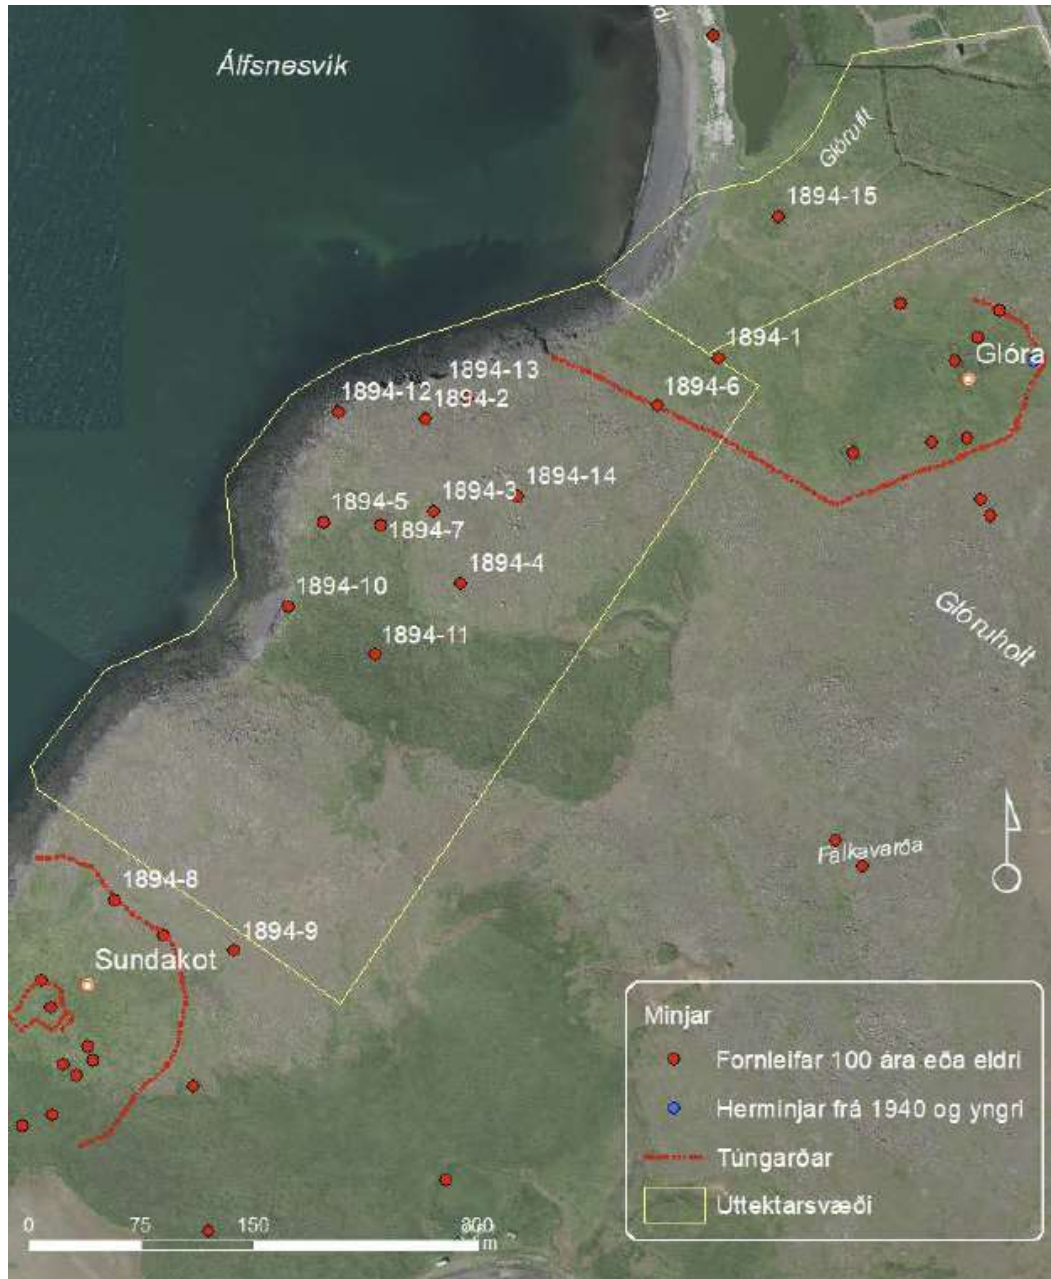 Álfsnesvík
Glóruft
1894-15
1894-1
Glóra
1894-13
1894-12
1894-2
1894-6
1894-14
1894-3
1894-5
1894-7
1894-4
1894-10
1894-11
Glóruholt
Fálkavarða
1894-8
1894-9
Sundakot
Minjar
Fornleifar 100 ára eða eldri
Herminjar frá 1940 og yngri
Túngarðar
Úttektarsvæði
0 75 150 300
m